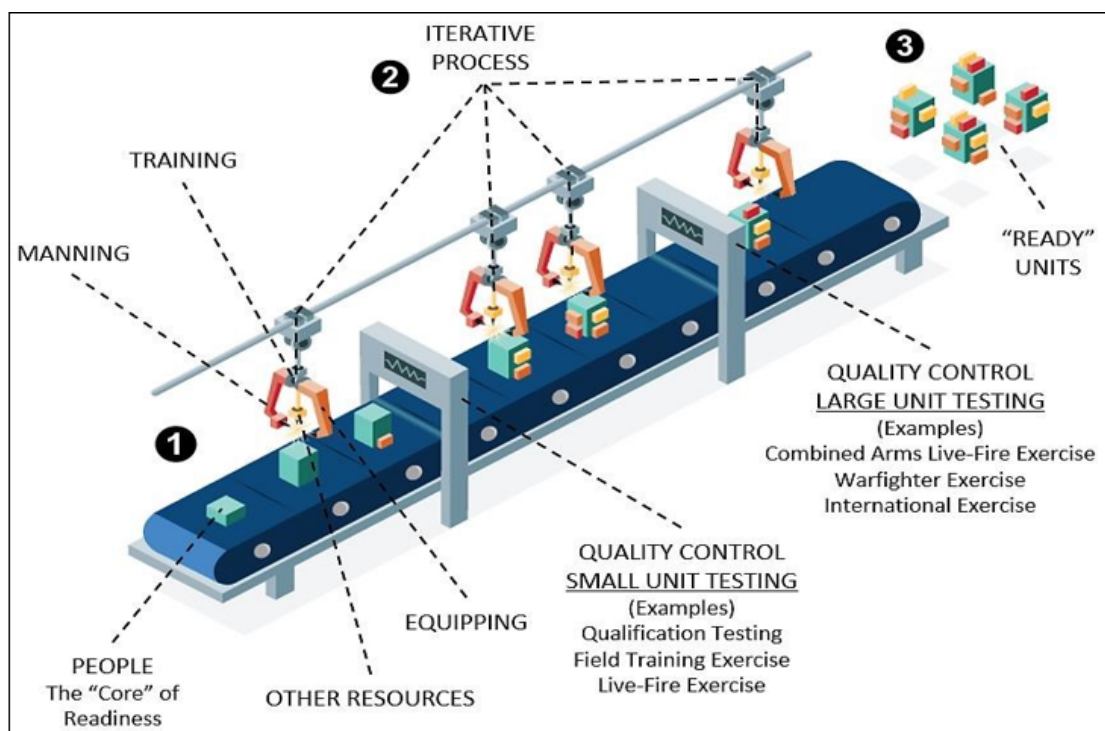 ITERATIVE
PROCESS
2
3
TRAINING
MANNING
"READY"
UNITS
1
QUALITY CONTROL
LARGE UNIT TESTING
(Examples)
Combined Arms Live-Fire Exercise
Warfighter Exercise
International Exercise
QUALITY CONTROL
SMALL UNIT TESTING
(Examples)
Qualification Testing
Field Training Exercise
Live-Fire Exercise
EQUIPPING
PEOPLE
The "Core" of
Readiness
OTHER RESOURCES